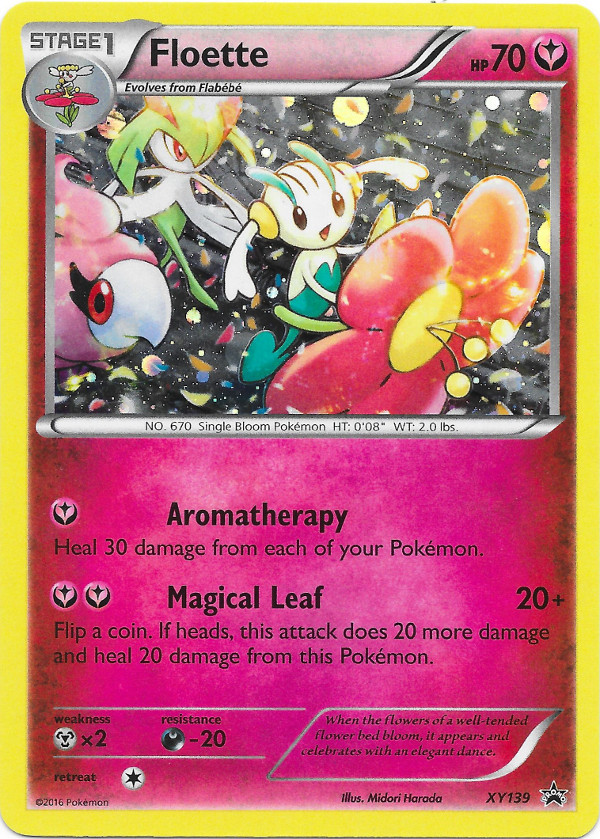 STAGE1
Floette
HP70
Evolves from Flabébé
NO. 670 Single Bloom Pokémon HT: 0'08" WT: 2.0 lbs.
Aromatherapy
Heal 30 damage from each of your Pokémon.
Magical Leaf 20+
Flip a coin. If heads, this attack does 20 more damage
and heal 20 damage from this Pokémon.
weakness
×2
resistance
-20
When the flowers of a well-tended
flower bed bloom, it appears and
celebrates with an elegant dance.
retreat
©2016 Pokémon
Illus. Midori Harada
XY139
PROMO